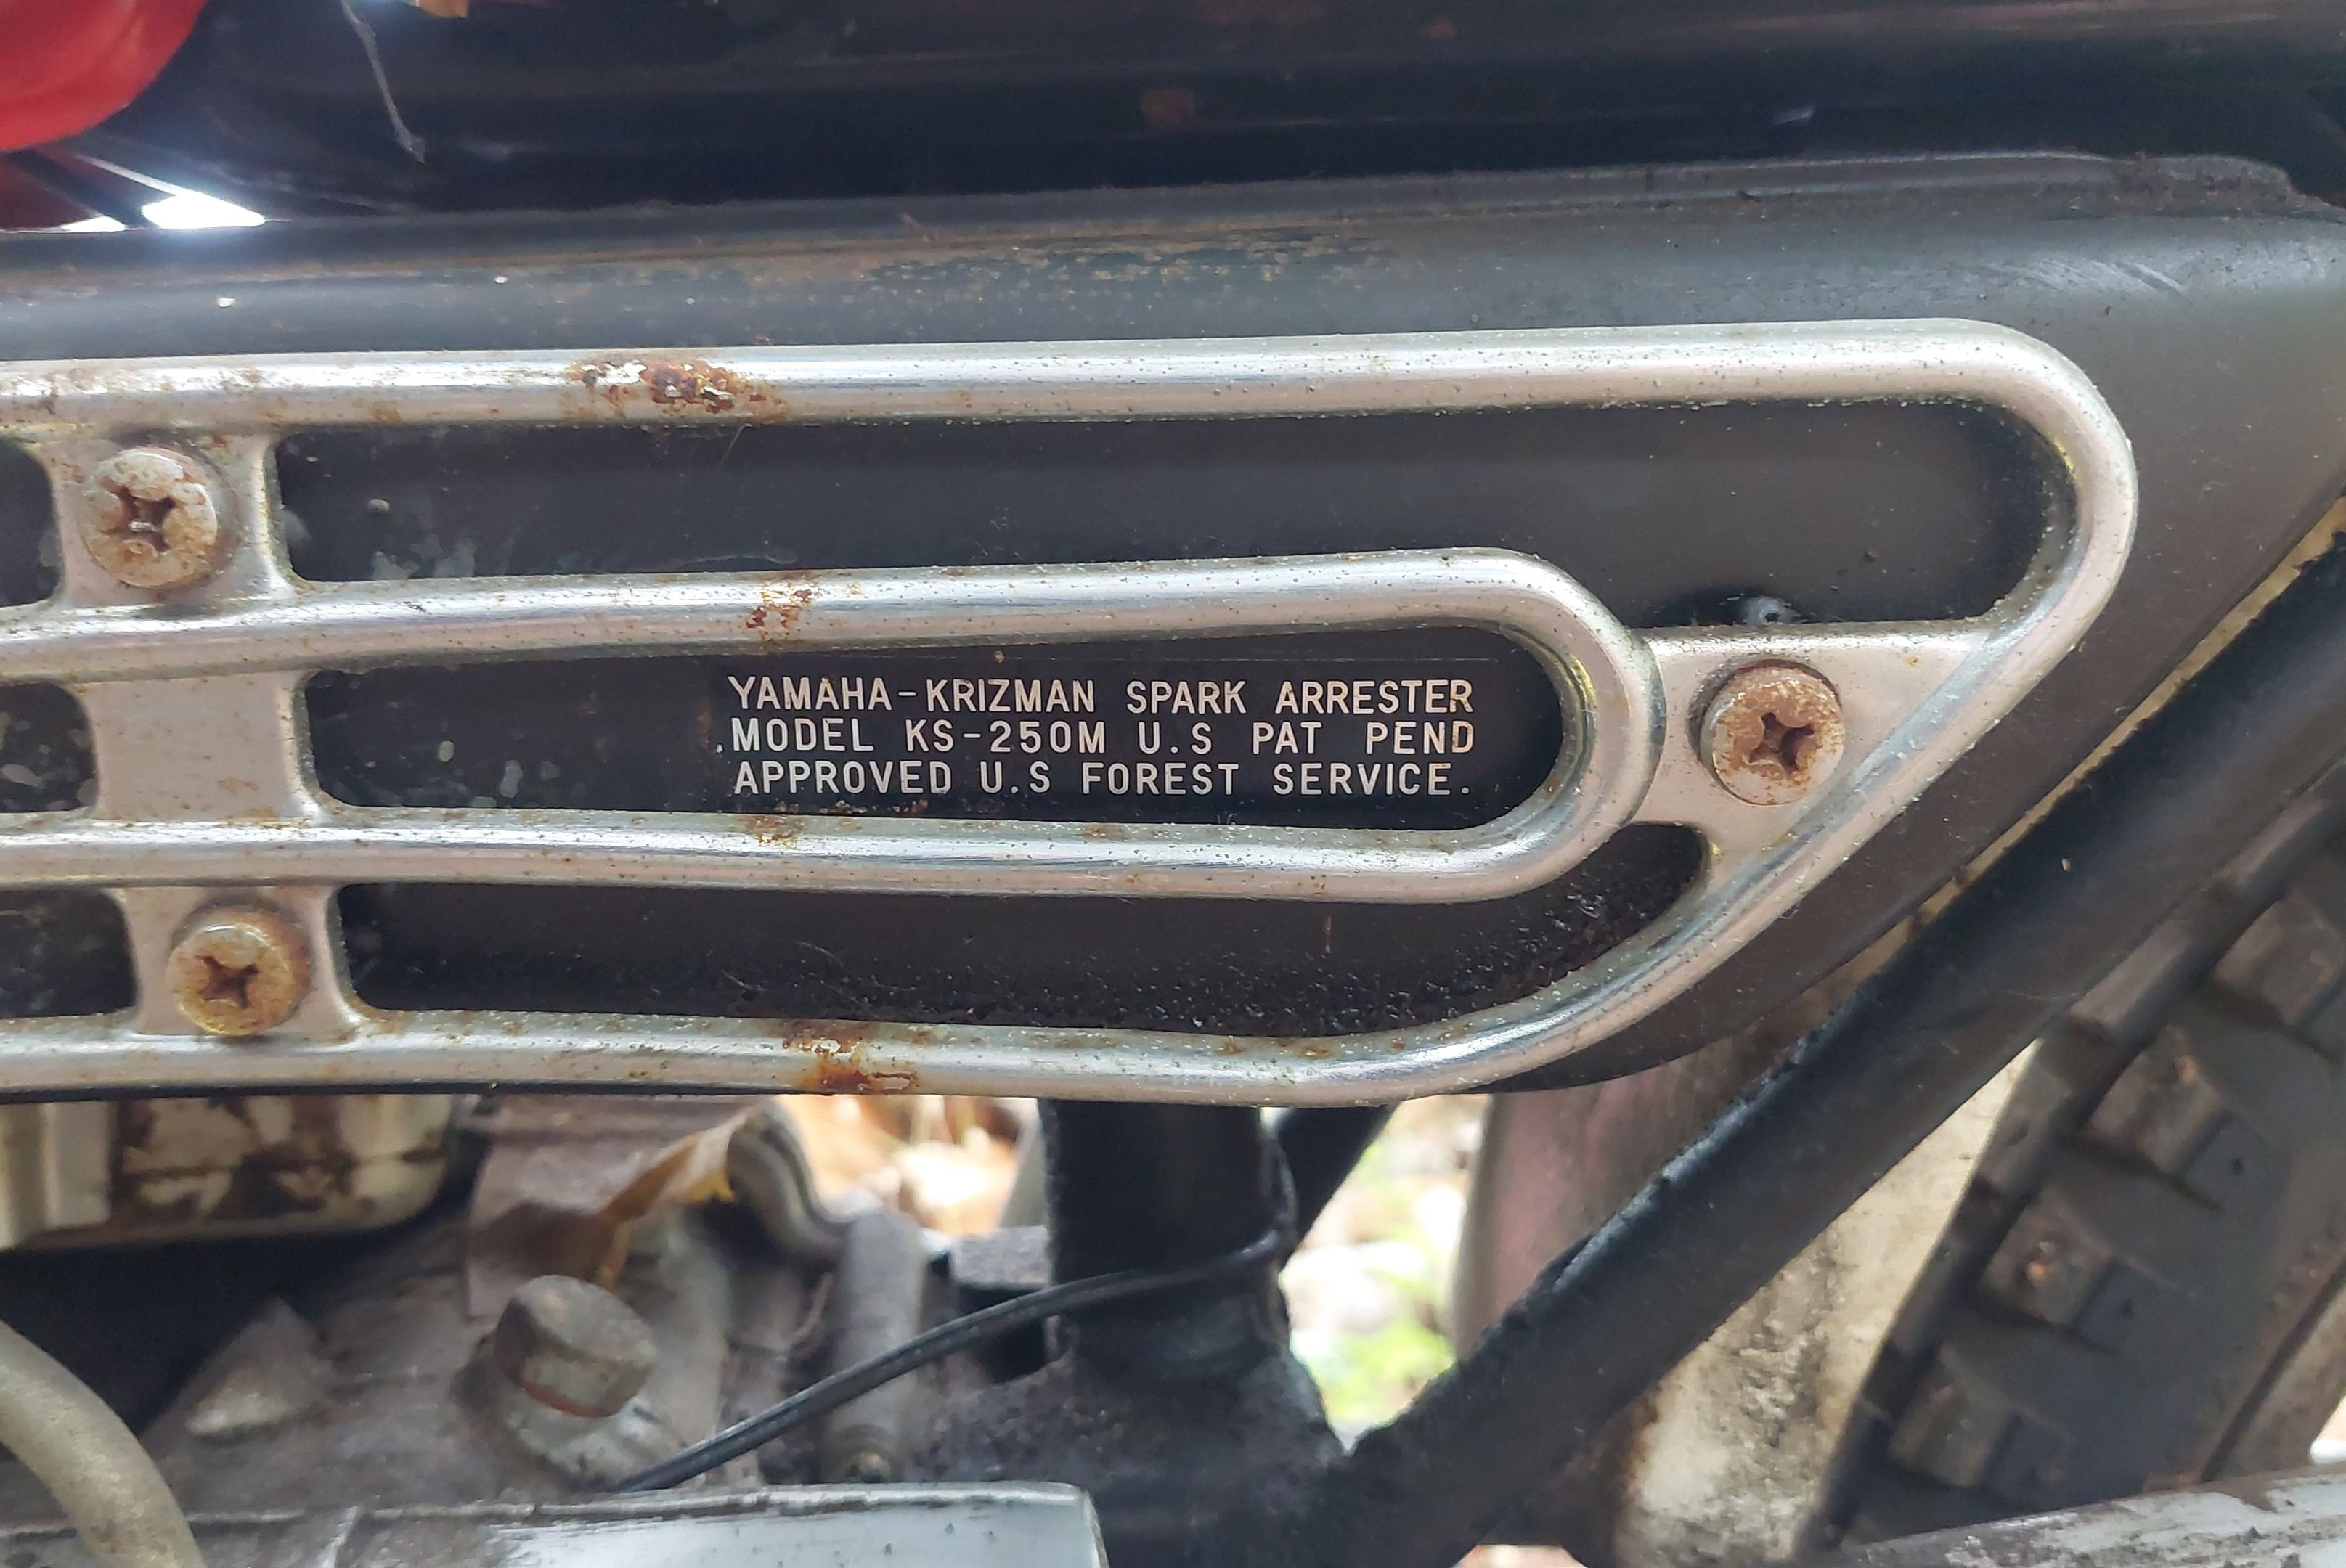 YAMAHA-KRIZMAN SPARK ARRESTER
MODEL KS-250M U.S PAT PEND
APPROVED U.S FOREST SERVICE.